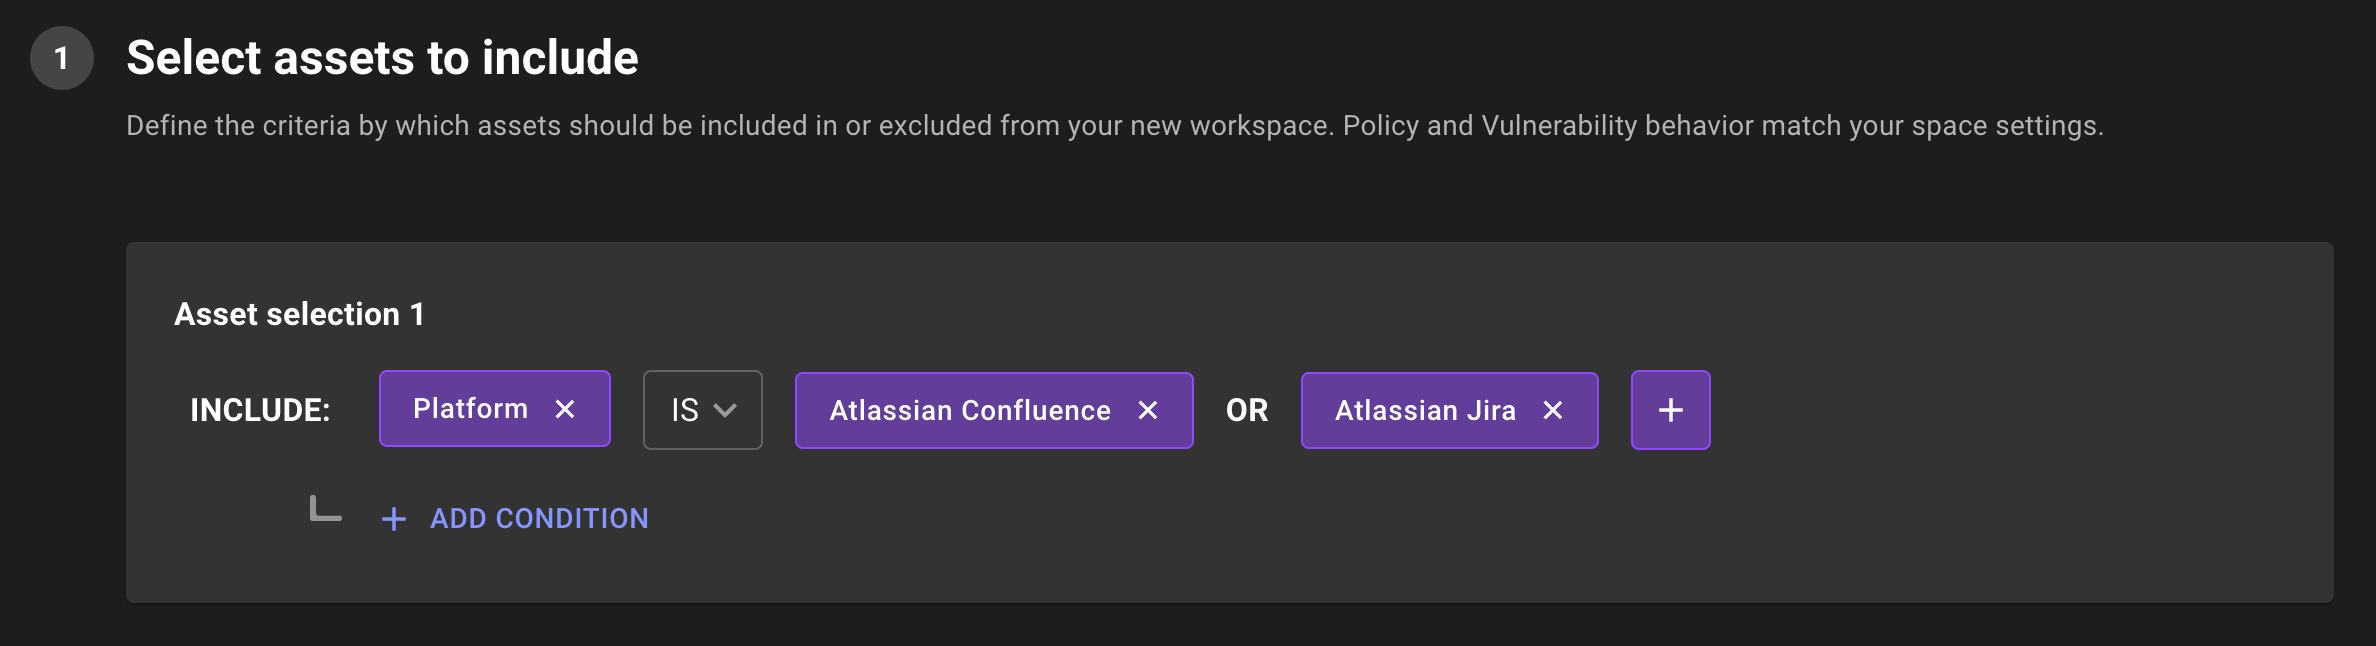 1 Select assets to include
Define the criteria by which assets should be included in or excluded from your new workspace. Policy and Vulnerability behavior match your space settings.
Asset selection 1
INCLUDE: Platform IS Atlassian Confluence OR Atlassian Jira +
+ ADD CONDITION